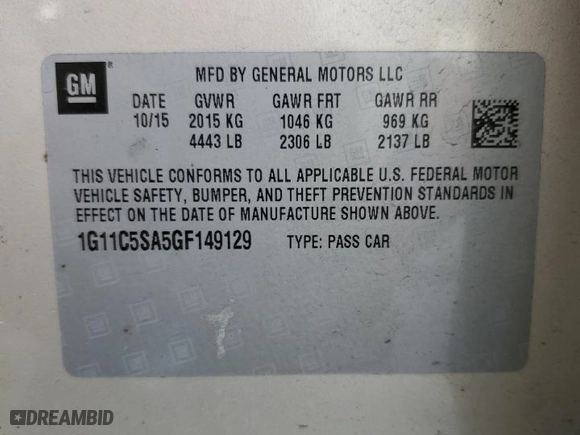 GM
®
MFD BY GENERAL MOTORS LLC
DATE GVWR GAWR FRT GAWR RR
10/15 2015 KG 1046 KG 969 KG
4443 LB 2306 LB 2137 LB
THIS VEHICLE CONFORMS TO ALL APPLICABLE U.S. FEDERAL MOTOR
VEHICLE SAFETY, BUMPER, AND THEFT PREVENTION STANDARDS IN
EFFECT ON THE DATE OF MANUFACTURE SHOWN ABOVE.
1G11C5SA5GF149129 TYPE: PASS CAR
DREAMBID